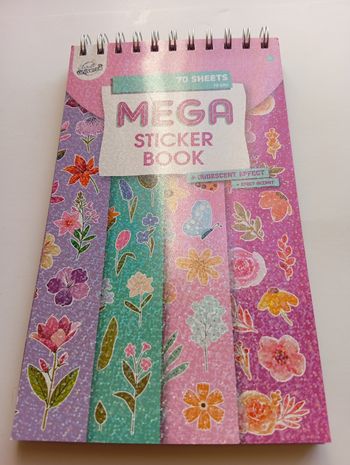 70 SHEETS
MEGA
STICKER
BOOK
+ IRIDESCENT EFFECT